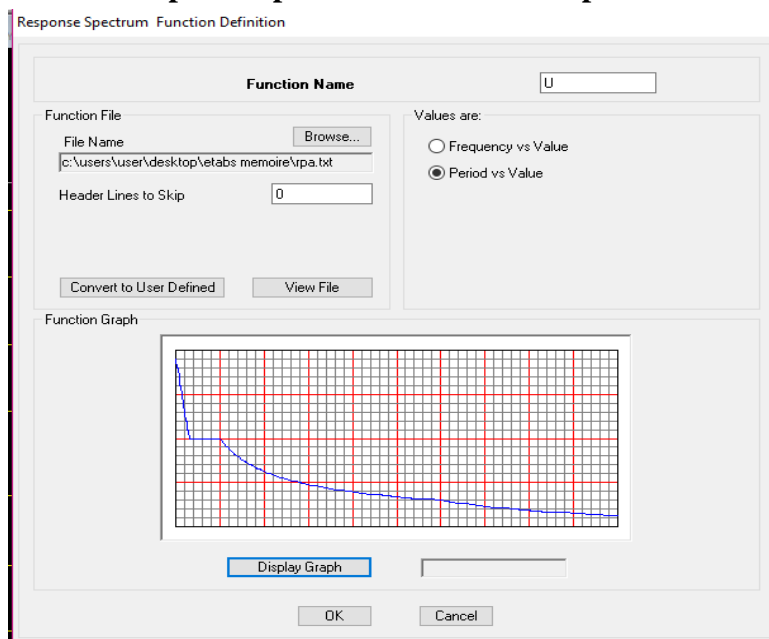 Response Spectrum Function Definition
Function Name U
Function File
File Name Browse...
c:\users\user\desktop\etabs memoire\rpa.txt
Header Lines to Skip 0
Convert to User Defined View File
Values are:
Frequency vs Value
Period vs Value
Function Graph
Display Graph
OK Cancel